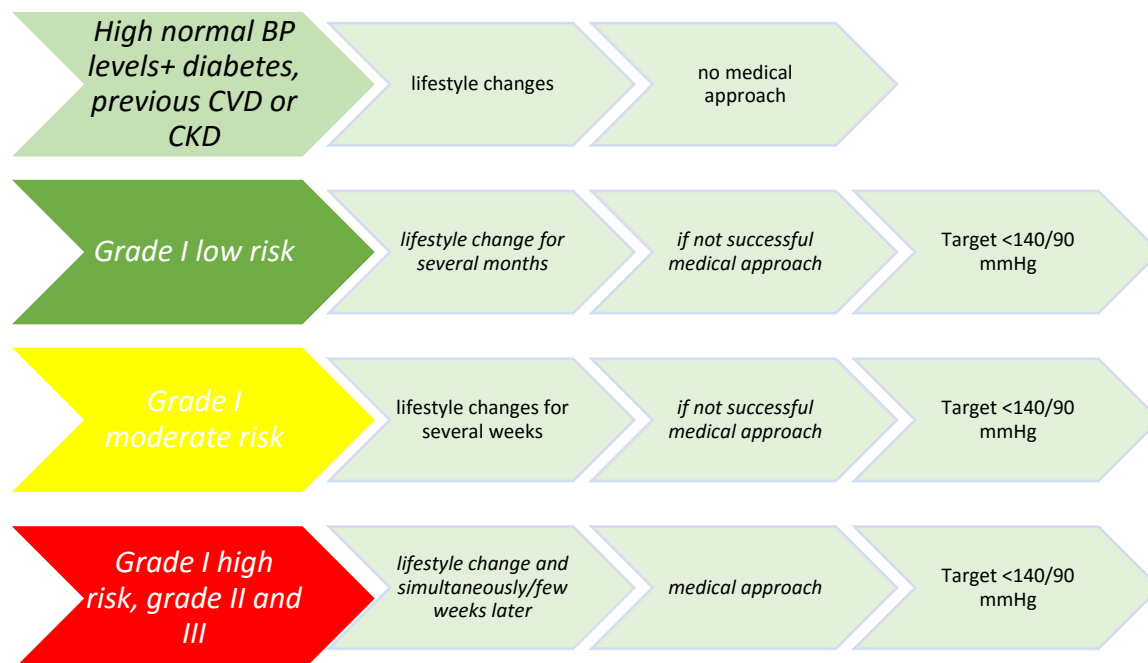 High normal BP
levels+ diabetes,
previous CVD or
CKD
lifestyle changes
no medical
approach
Grade I low risk
lifestyle change for
several months
if not successful
medical approach
Target <140/90
mmHg
Grade I
moderate risk
lifestyle changes for
several weeks
if not successful
medical approach
Target <140/90
mmHg
Grade I high
risk, grade II and
III
lifestyle change and
simultaneously/few
weeks later
medical approach
Target <140/90
mmHg